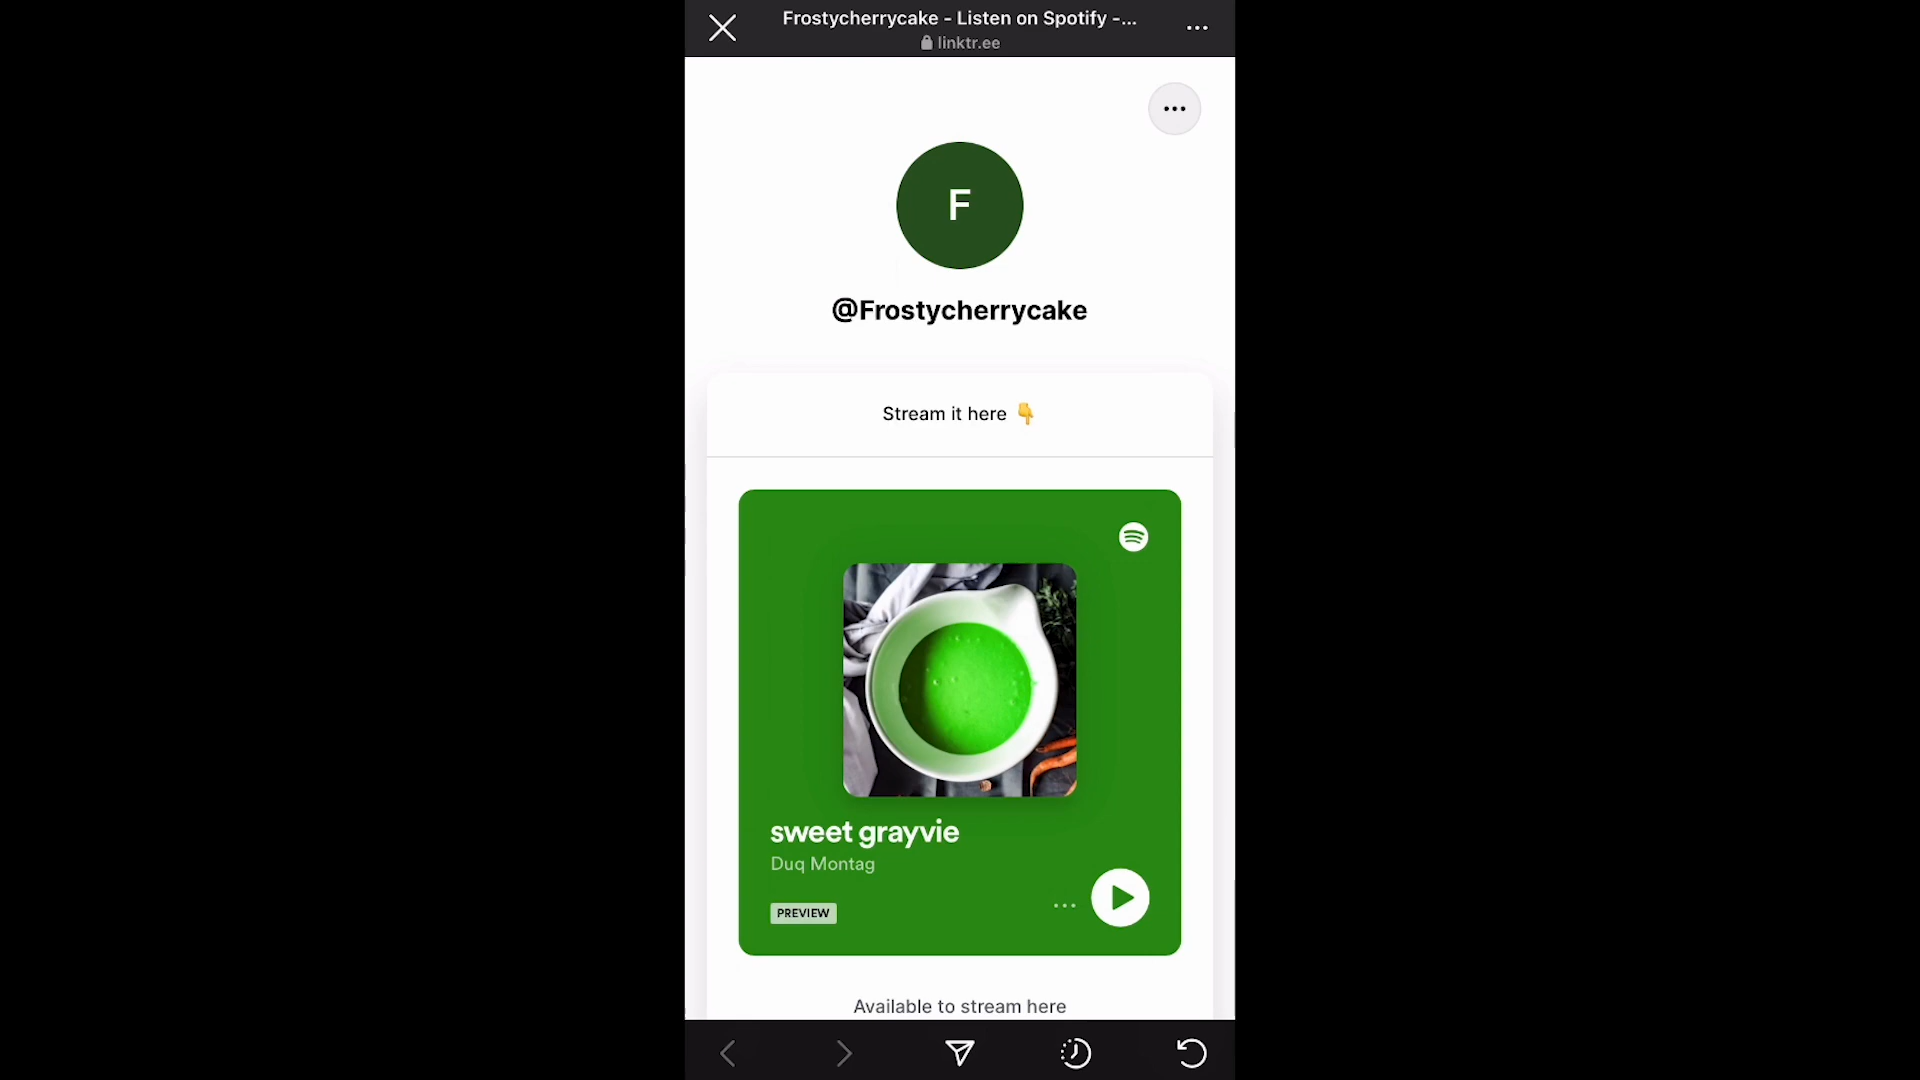 Frostycherrycake - Listen on Spotify -...
linktr.ee
F
@Frostycherrycake
Stream it here 👇
sweet grayvie
Duq Montag
PREVIEW
Available to stream here